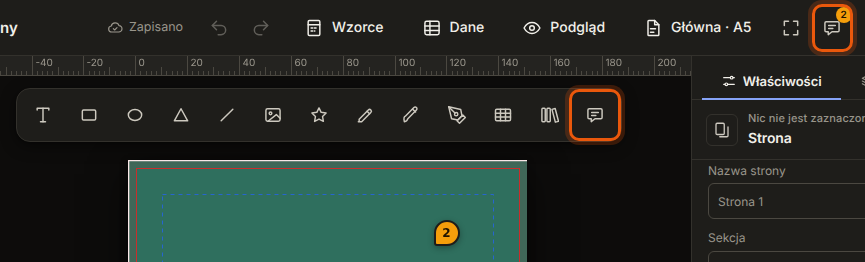 ny
Zapisano
Wzorce
Dane
Podgląd
Główna · A5
2
-40 -20 0 20 40 60 80 100 120 140 160 180 200
Właściwości
Nic nie jest zaznaczon
Strona
Nazwa strony
Strona 1
Sekcja
2